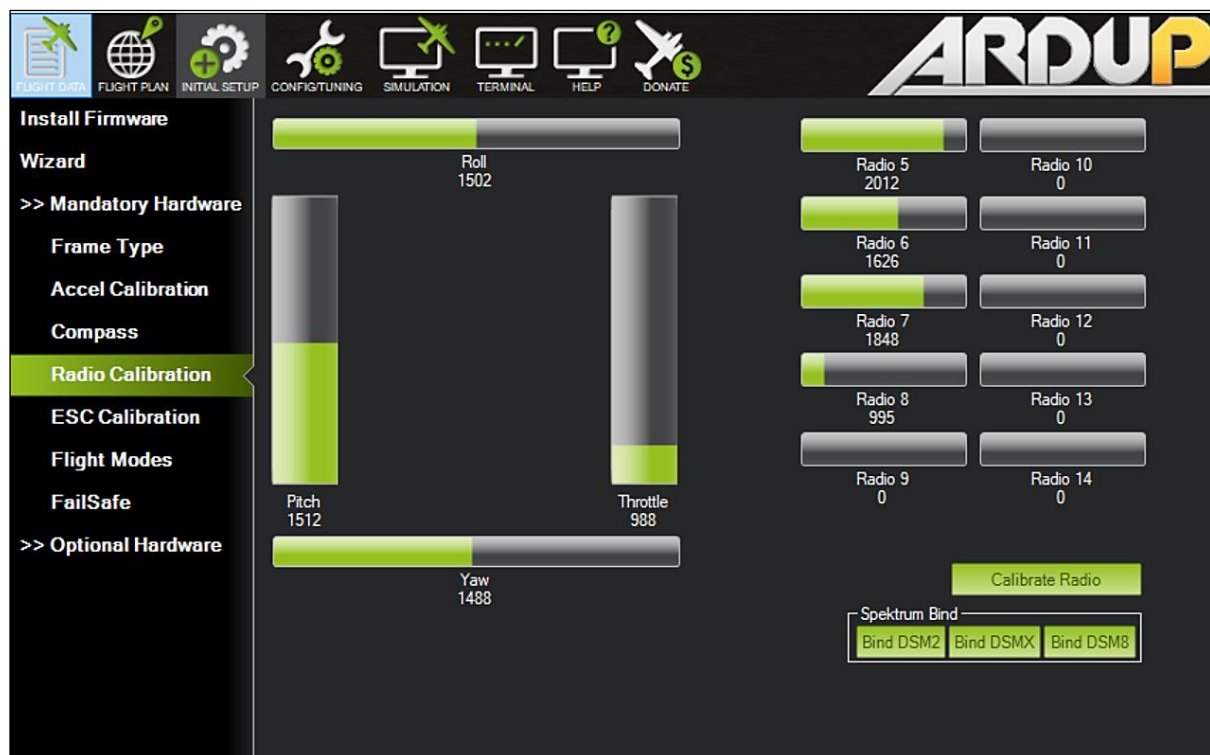 FLIGHT DATA
FLIGHT PLAN
INITIAL SETUP
CONFIG/TUNING
SIMULATION
TERMINAL
HELP
DONATE
ARDUP
Install Firmware
Wizard
>> Mandatory Hardware
Frame Type
Accel Calibration
Compass
Radio Calibration
ESC Calibration
Flight Modes
FailSafe
>> Optional Hardware
Roll
1502
Pitch
1512
Throttle
988
Yaw
1488
Radio 5
2012
Radio 10
0
Radio 6
1626
Radio 11
0
Radio 7
1848
Radio 12
0
Radio 8
995
Radio 13
0
Radio 9
0
Radio 14
0
Calibrate Radio
Spektrum Bind
Bind DSM2
Bind DSMX
Bind DSM8